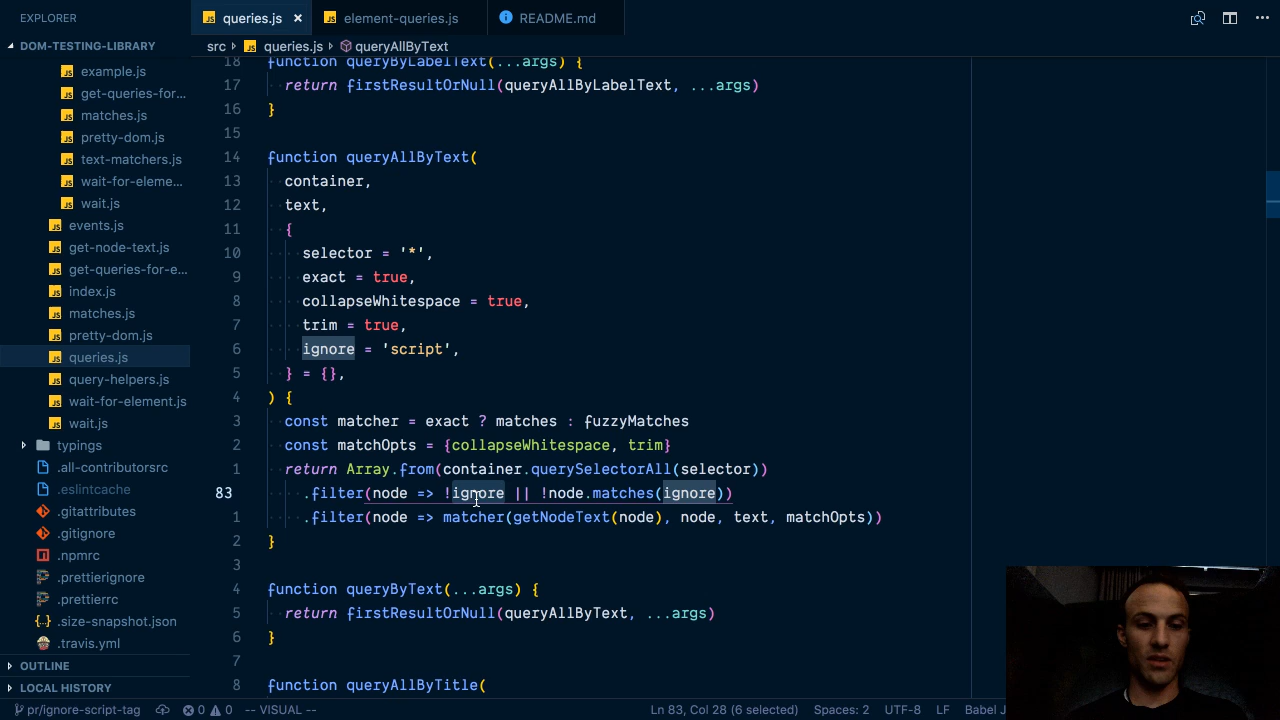 EXPLORER
queries.js
element-queries.js
README.md
DOM-TESTING-LIBRARY
src
queries.js
queryAllByText
example.js
get-queries-for...
matches.js
pretty-dom.js
text-matchers.js
wait-for-eleme...
wait.js
events.js
get-node-text.js
get-queries-for-e...
index.js
matches.js
pretty-dom.js
queries.js
query-helpers.js
wait-for-element.js
wait.js
typings
.all-contributorsrc
.eslintcache
.gitattributes
.gitignore
.npmrc
.prettierignore
.prettierrc
.size-snapshot.json
.travis.yml
OUTLINE
LOCAL HISTORY
18 function queryByLabelText(...args) {
17 return firstResultOrNull(queryAllByLabelText, ...args)
16 }
15
14 function queryAllByText(
13 container,
12 text,
11 {
10 selector = '*',
9 exact = true,
8 collapseWhitespace = true,
7 trim = true,
6 ignore = 'script',
5 } = {},
4 ) {
3 const matcher = exact ? matches : fuzzyMatches
2 const matchOpts = {collapseWhitespace, trim}
1 return Array.from(container.querySelectorAll(selector))
83 .filter(node => !ignore || !node.matches(ignore))
1 .filter(node => matcher(getNodeText(node), node, text, matchOpts))
2 }
3
4 function queryByText(...args) {
5 return firstResultOrNull(queryAllByText, ...args)
6 }
7
8 function queryAllByTitle(
pr/ignore-script-tag 0 0 -- VISUAL -- Ln 83, Col 28 (6 selected) Spaces: 2 UTF-8 LF Babel J